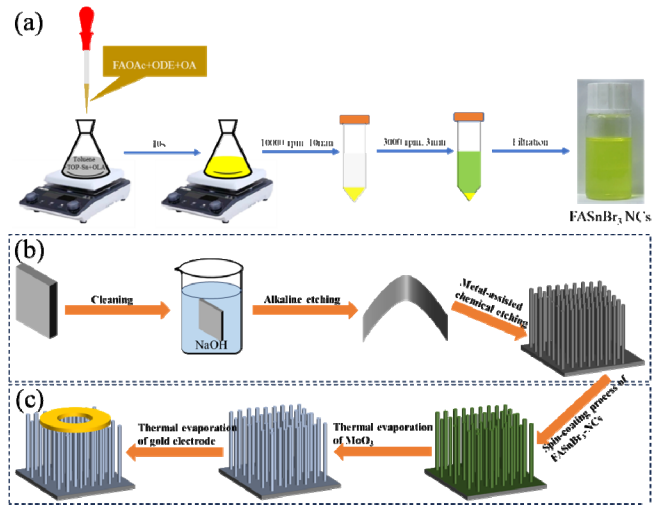 (a)
FAOAc+ODE+OA
Toluene
TOP-Sn+OLA
10s
10000 rpm, 10min
3000 rpm, 3min
Filtration
FASnBr₃ NCs
(b)
Cleaning
NaOH
Alkaline etching
Metal-assisted
chemical etching
(c)
Thermal evaporation
of gold electrode
Thermal evaporation
of MoO₃
Spin-coating process of
FASnBr₃-NCs